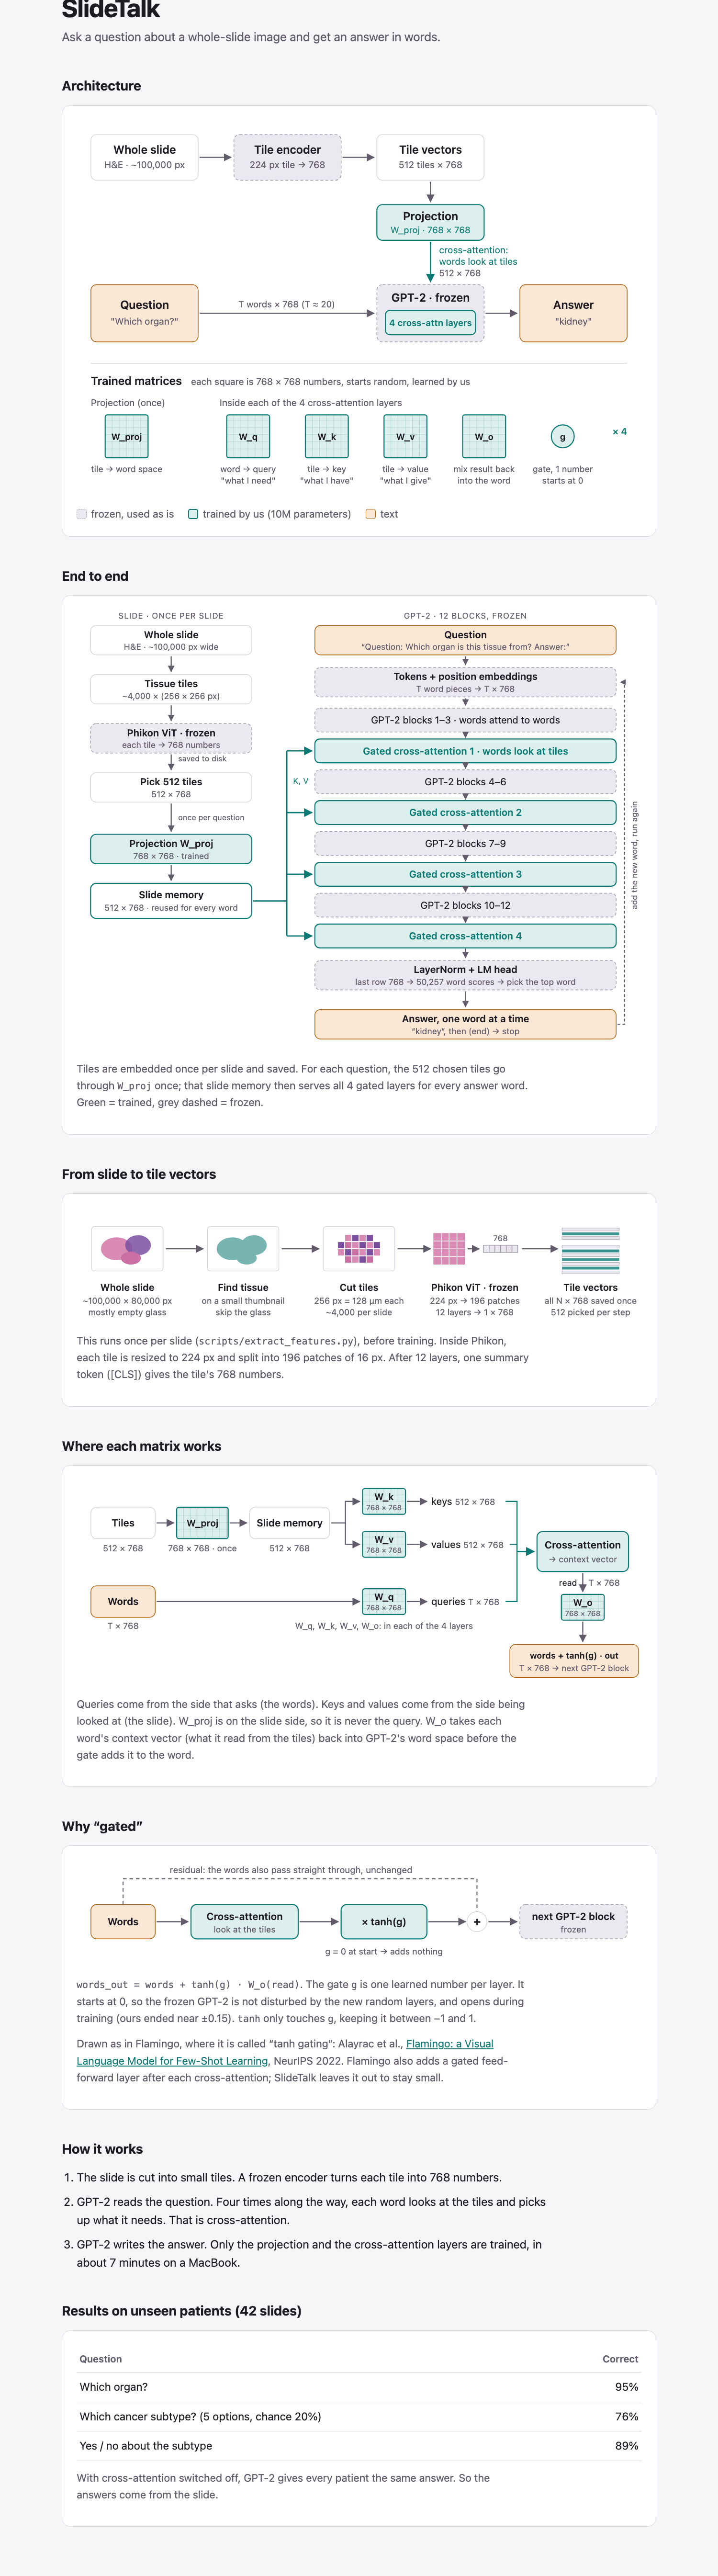 SlideTalk
Ask a question about a whole-slide image and get an answer in words.
Architecture
Whole slide
H&E · ~100,000 px
Tile encoder
224 px tile → 768
Tile vectors
512 tiles × 768
Projection
W_proj · 768 × 768
cross-attention:
words look at tiles
512 × 768
Question
"Which organ?"
T words × 768 (T ≈ 20)
GPT-2 · frozen
4 cross-attn layers
Answer
"kidney"
Trained matrices each square is 768 × 768 numbers, starts random, learned by us
Projection (once)
Inside each of the 4 cross-attention layers
W_proj
W_q
W_k
W_v
W_o
g
× 4
tile → word space
word → query
"what I need"
tile → key
"what I have"
tile → value
"what I give"
mix result back
into the word
gate, 1 number
starts at 0
frozen, used as is
trained by us (10M parameters)
text
End to end
SLIDE · ONCE PER SLIDE
Whole slide
H&E · ~100,000 px wide
Tissue tiles
~4,000 × (256 × 256 px)
Phikon ViT · frozen
each tile → 768 numbers
saved to disk
Pick 512 tiles
512 × 768
once per question
Projection W_proj
768 × 768 · trained
Slide memory
512 × 768 · reused for every word
K, V
GPT-2 · 12 BLOCKS, FROZEN
Question
"Question: Which organ is this tissue from? Answer:"
Tokens + position embeddings
T word pieces → T × 768
GPT-2 blocks 1–3 · words attend to words
Gated cross-attention 1 · words look at tiles
GPT-2 blocks 4–6
Gated cross-attention 2
GPT-2 blocks 7–9
Gated cross-attention 3
GPT-2 blocks 10–12
Gated cross-attention 4
LayerNorm + LM head
last row 768 → 50,257 word scores → pick the top word
Answer, one word at a time
"kidney", then (end) → stop
add the new word, run again
Tiles are embedded once per slide and saved. For each question, the 512 chosen tiles go
through W_proj once; that slide memory then serves all 4 gated layers for every answer word.
Green = trained, grey dashed = frozen.
From slide to tile vectors
768
Whole slide
~100,000 × 80,000 px
mostly empty glass
Find tissue
on a small thumbnail
skip the glass
Cut tiles
256 px = 128 µm each
~4,000 per slide
Phikon ViT · frozen
224 px → 196 patches
12 layers → 1 × 768
Tile vectors
all N × 768 saved once
512 picked per step
This runs once per slide (scripts/extract_features.py), before training. Inside Phikon,
each tile is resized to 224 px and split into 196 patches of 16 px. After 12 layers, one summary
token ([CLS]) gives the tile's 768 numbers.
Where each matrix works
Tiles
512 × 768
W_proj
768 × 768 · once
Slide memory
512 × 768
W_k
768 × 768
keys 512 × 768
W_v
768 × 768
values 512 × 768
Words
T × 768
W_q
768 × 768
queries T × 768
W_q, W_k, W_v, W_o: in each of the 4 layers
Cross-attention
→ context vector
read T × 768
W_o
768 × 768
words + tanh(g) · out
T × 768 → next GPT-2 block
Queries come from the side that asks (the words). Keys and values come from the side being
looked at (the slide). W_proj is on the slide side, so it is never the query. W_o takes each
word's context vector (what it read from the tiles) back into GPT-2's word space before the
gate adds it to the word.
Why “gated”
residual: the words also pass straight through, unchanged
Words
Cross-attention
look at the tiles
× tanh(g)
+
next GPT-2 block
frozen
g = 0 at start → adds nothing
words_out = words + tanh(g) · W_o(read). The gate g is one learned number per layer. It
starts at 0, so the frozen GPT-2 is not disturbed by the new random layers, and opens during
training (ours ended near ±0.15). tanh only touches g, keeping it between −1 and 1.
Drawn as in Flamingo, where it is called “tanh gating”: Alayrac et al., Flamingo: a Visual
Language Model for Few-Shot Learning, NeurIPS 2022. Flamingo also adds a gated feed-
forward layer after each cross-attention; SlideTalk leaves it out to stay small.
How it works
1. The slide is cut into small tiles. A frozen encoder turns each tile into 768 numbers.
2. GPT-2 reads the question. Four times along the way, each word looks at the tiles and picks
up what it needs. That is cross-attention.
3. GPT-2 writes the answer. Only the projection and the cross-attention layers are trained, in
about 7 minutes on a MacBook.
Results on unseen patients (42 slides)
Question Correct
Which organ? 95%
Which cancer subtype? (5 options, chance 20%) 76%
Yes / no about the subtype 89%
With cross-attention switched off, GPT-2 gives every patient the same answer. So the
answers come from the slide.